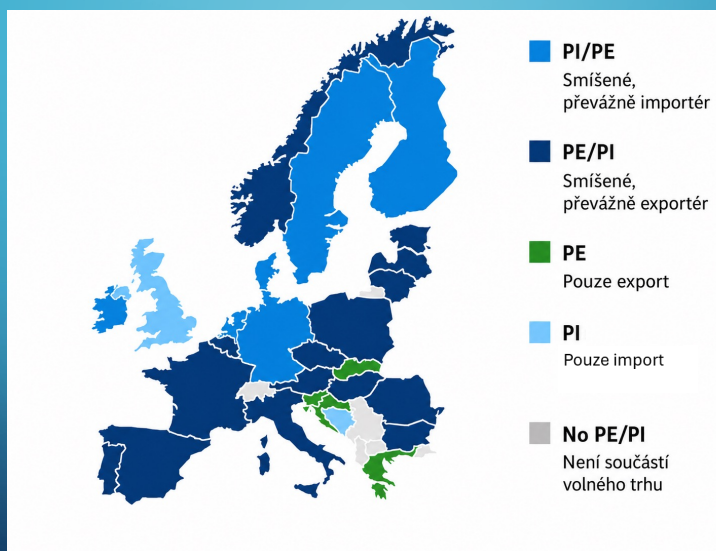 PI/PE
Smíšené,
převážně importér
PE/PI
Smíšené,
převážně exportér
PE
Pouze export
PI
Pouze import
No PE/PI
Není součástí
volného trhu